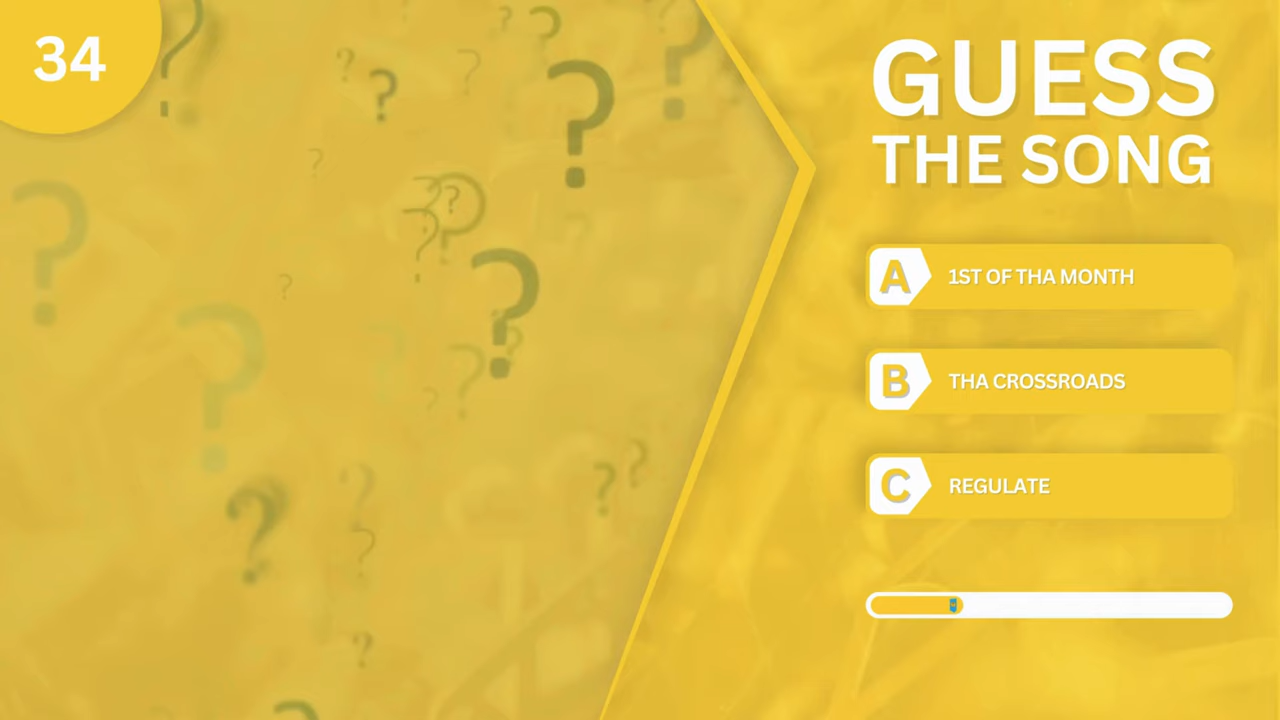 34
GUESS
THE SONG
A 1ST OF THA MONTH
B THA CROSSROADS
C REGULATE